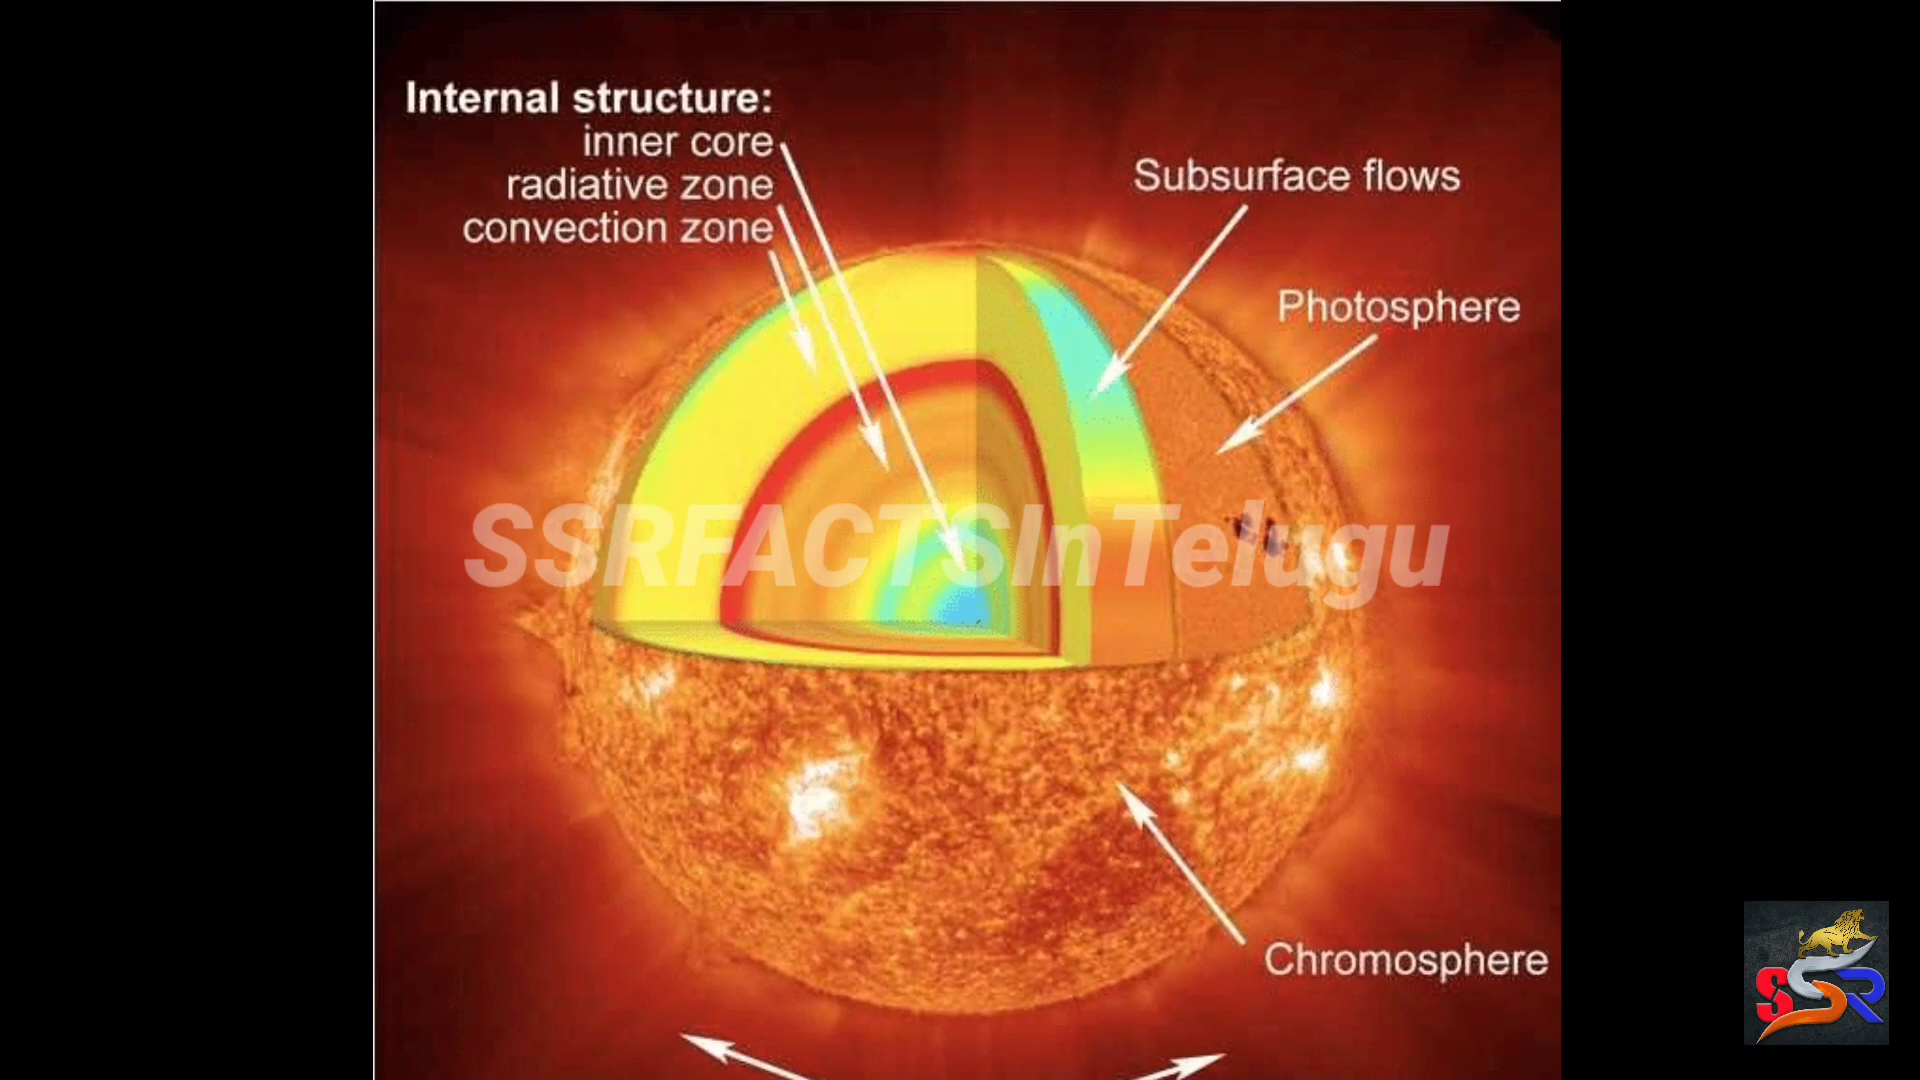 Internal structure:
inner core
radiative zone
convection zone
Subsurface flows
Photosphere
SSRFACTSInTelugu
Chromosphere
SSR